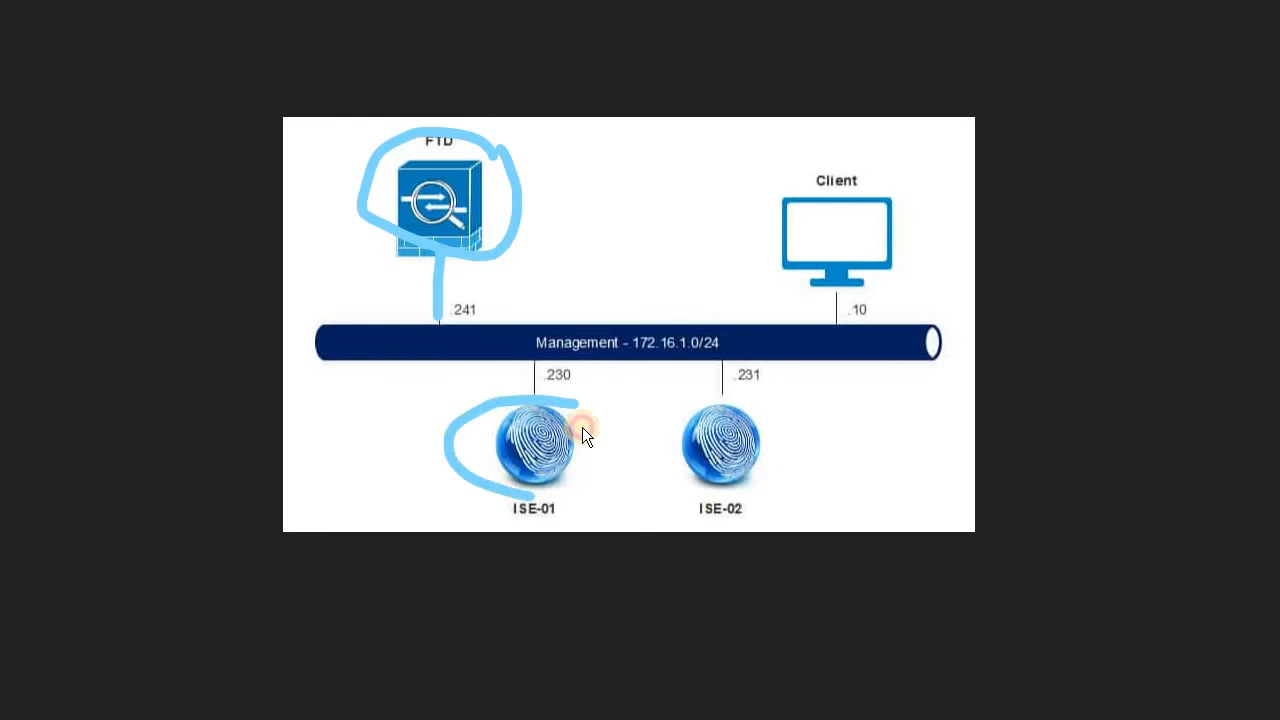 FTD
Client
.241
.10
Management - 172.16.1.0/24
.230
.231
ISE-01
ISE-02